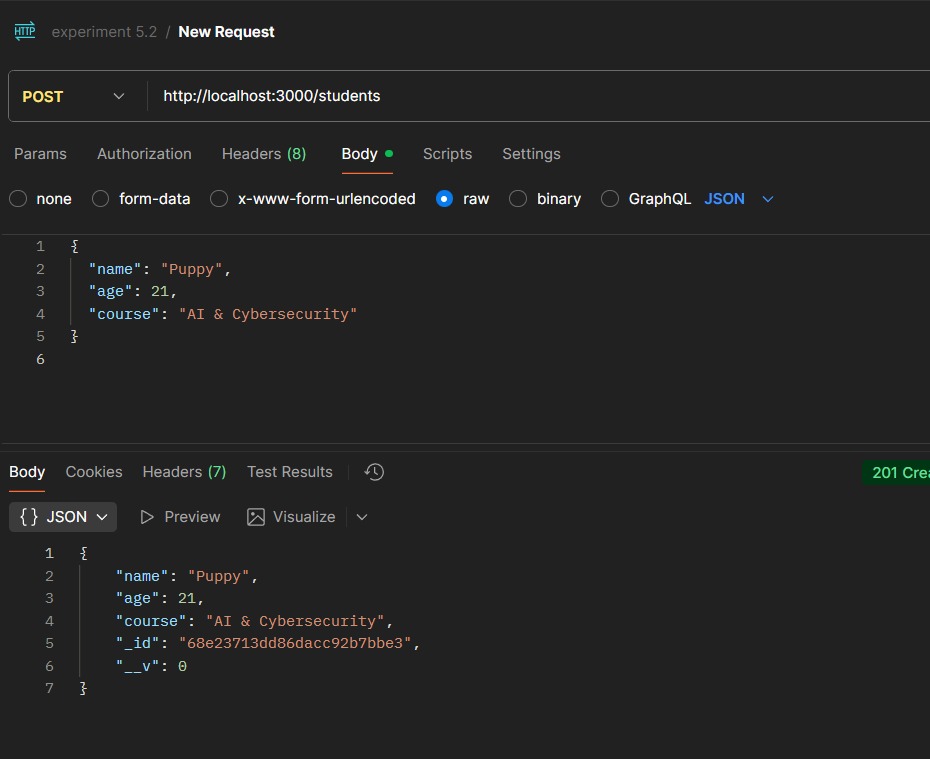 HTTP experiment 5.2 / New Request
POST http://localhost:3000/students
Params Authorization Headers (8) Body Scripts Settings
none form-data x-www-form-urlencoded raw binary GraphQL JSON
1 {
2 "name": "Puppy",
3 "age": 21,
4 "course": "AI & Cybersecurity"
5 }
6
Body Cookies Headers (7) Test Results 201 Crea
{} JSON Preview Visualize
1 {
2 "name": "Puppy",
3 "age": 21,
4 "course": "AI & Cybersecurity",
5 "_id": "68e23713dd86dacc92b7bbe3",
6 "__v": 0
7 }